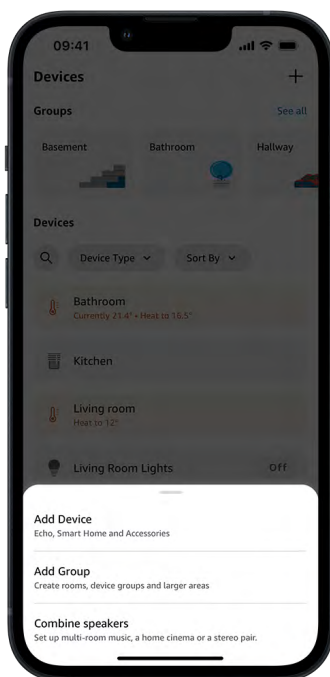 09:41
Devices
Groups
See all
Basement
Bathroom
Hallway
Devices
Device Type
Sort By
Bathroom
Currently 21.4° • Heat to 16.5°
Kitchen
Living room
Heat to 12°
Living Room Lights
Off
Add Device
Echo, Smart Home and Accessories
Add Group
Create rooms, device groups and larger areas
Combine speakers
Set up multi-room music, a home cinema or a stereo pair.